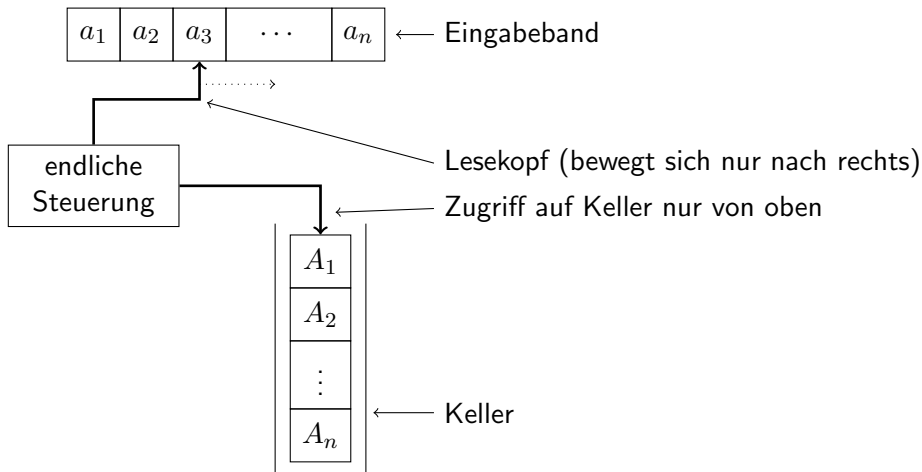 a₁ a₂ a₃ ⋯ aₙ Eingabeband
Lesekopf (bewegt sich nur nach rechts)
endliche
Steuerung
Zugriff auf Keller nur von oben
A₁
A₂
⋮
Aₙ
Keller